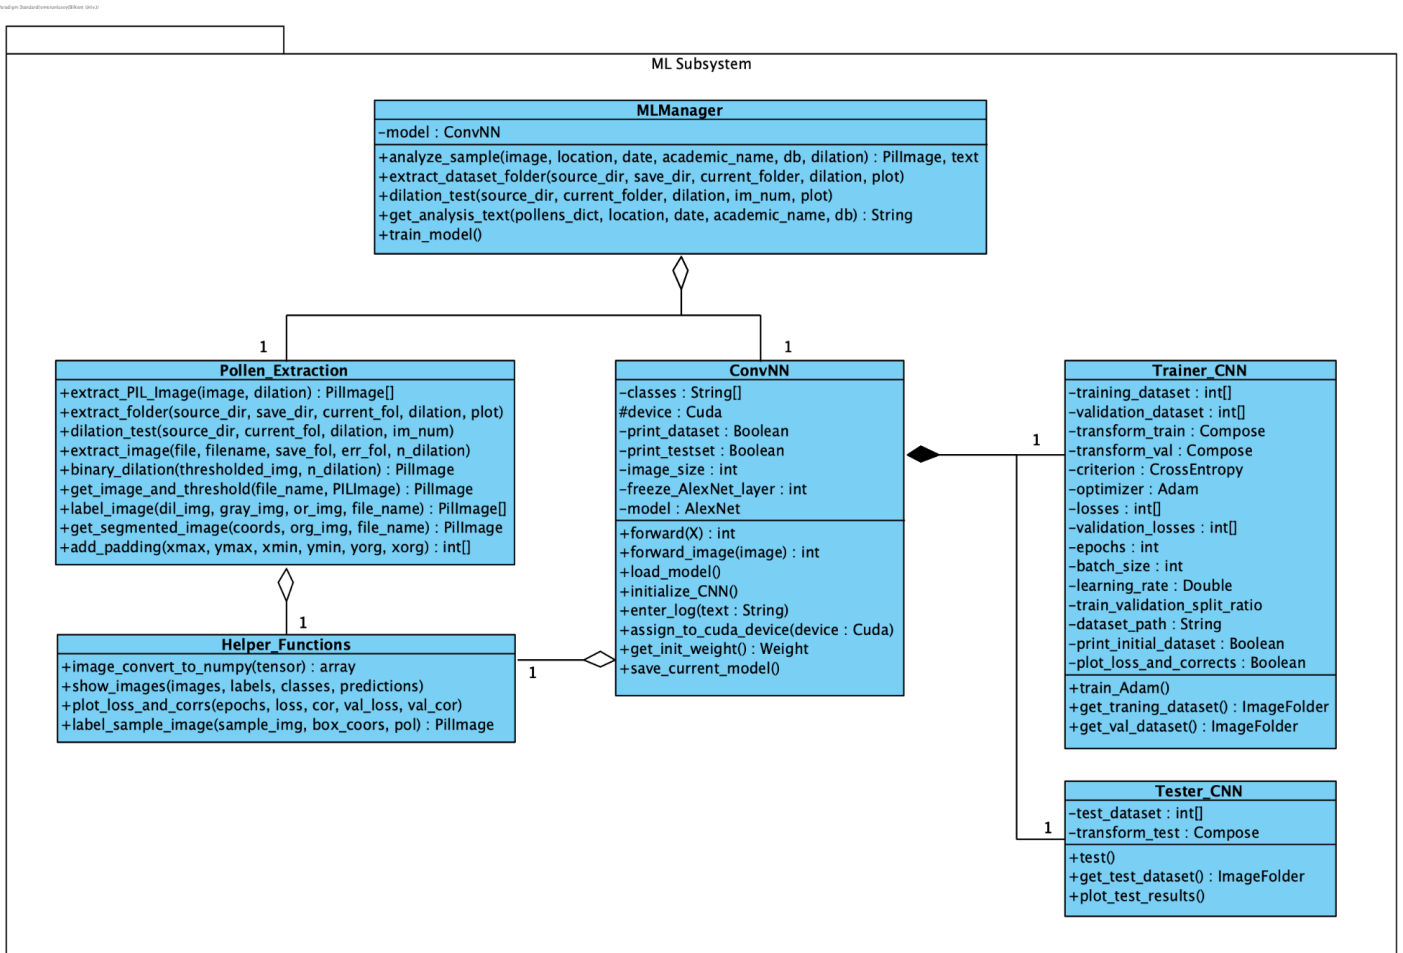 ML Subsystem
MLManager
-model : ConvNN
+analyze_sample(image, location, date, academic_name, db, dilation) : PilImage, text
+extract_dataset_folder(source_dir, save_dir, current_folder, dilation, plot)
+dilation_test(source_dir, current_folder, dilation, im_num, plot)
+get_analysis_text(pollens_dict, location, date, academic_name, db) : String
+train_model()
1
1
Pollen_Extraction
+extract_PIL_Image(image, dilation) : PilImage[]
+extract_folder(source_dir, save_dir, current_fol, dilation, plot)
+dilation_test(source_dir, current_fol, dilation, im_num)
+extract_image(file, filename, save_fol, err_fol, n_dilation)
+binary_dilation(thresholded_img, n_dilation) : PilImage
+get_image_and_threshold(file_name, PILImage) : PilImage
+label_image(dil_img, gray_img, or_img, file_name) : PilImage[]
+get_segmented_image(coords, org_img, file_name) : PilImage
+add_padding(xmax, ymax, xmin, ymin, yorg, xorg) : int[]
1
Helper_Functions
+image_convert_to_numpy(tensor) : array
+show_images(images, labels, classes, predictions)
+plot_loss_and_corrs(epochs, loss, cor, val_loss, val_cor)
+label_sample_image(sample_img, box_coors, pol) : PilImage
1
ConvNN
-classes : String[]
#device : Cuda
-print_dataset : Boolean
-print_testset : Boolean
-image_size : int
-freeze_AlexNet_layer : int
-model : AlexNet
+forward(X) : int
+forward_image(image) : int
+load_model()
+initialize_CNN()
+enter_log(text : String)
+assign_to_cuda_device(device : Cuda)
+get_init_weight() : Weight
+save_current_model()
1
Trainer_CNN
-training_dataset : int[]
-validation_dataset : int[]
-transform_train : Compose
-transform_val : Compose
-criterion : CrossEntropy
-optimizer : Adam
-losses : int[]
-validation_losses : int[]
-epochs : int
-batch_size : int
-learning_rate : Double
-train_validation_split_ratio
-dataset_path : String
-print_initial_dataset : Boolean
-plot_loss_and_corrects : Boolean
+train_Adam()
+get_traning_dataset() : ImageFolder
+get_val_dataset() : ImageFolder
1
Tester_CNN
-test_dataset : int[]
-transform_test : Compose
+test()
+get_test_dataset() : ImageFolder
+plot_test_results()